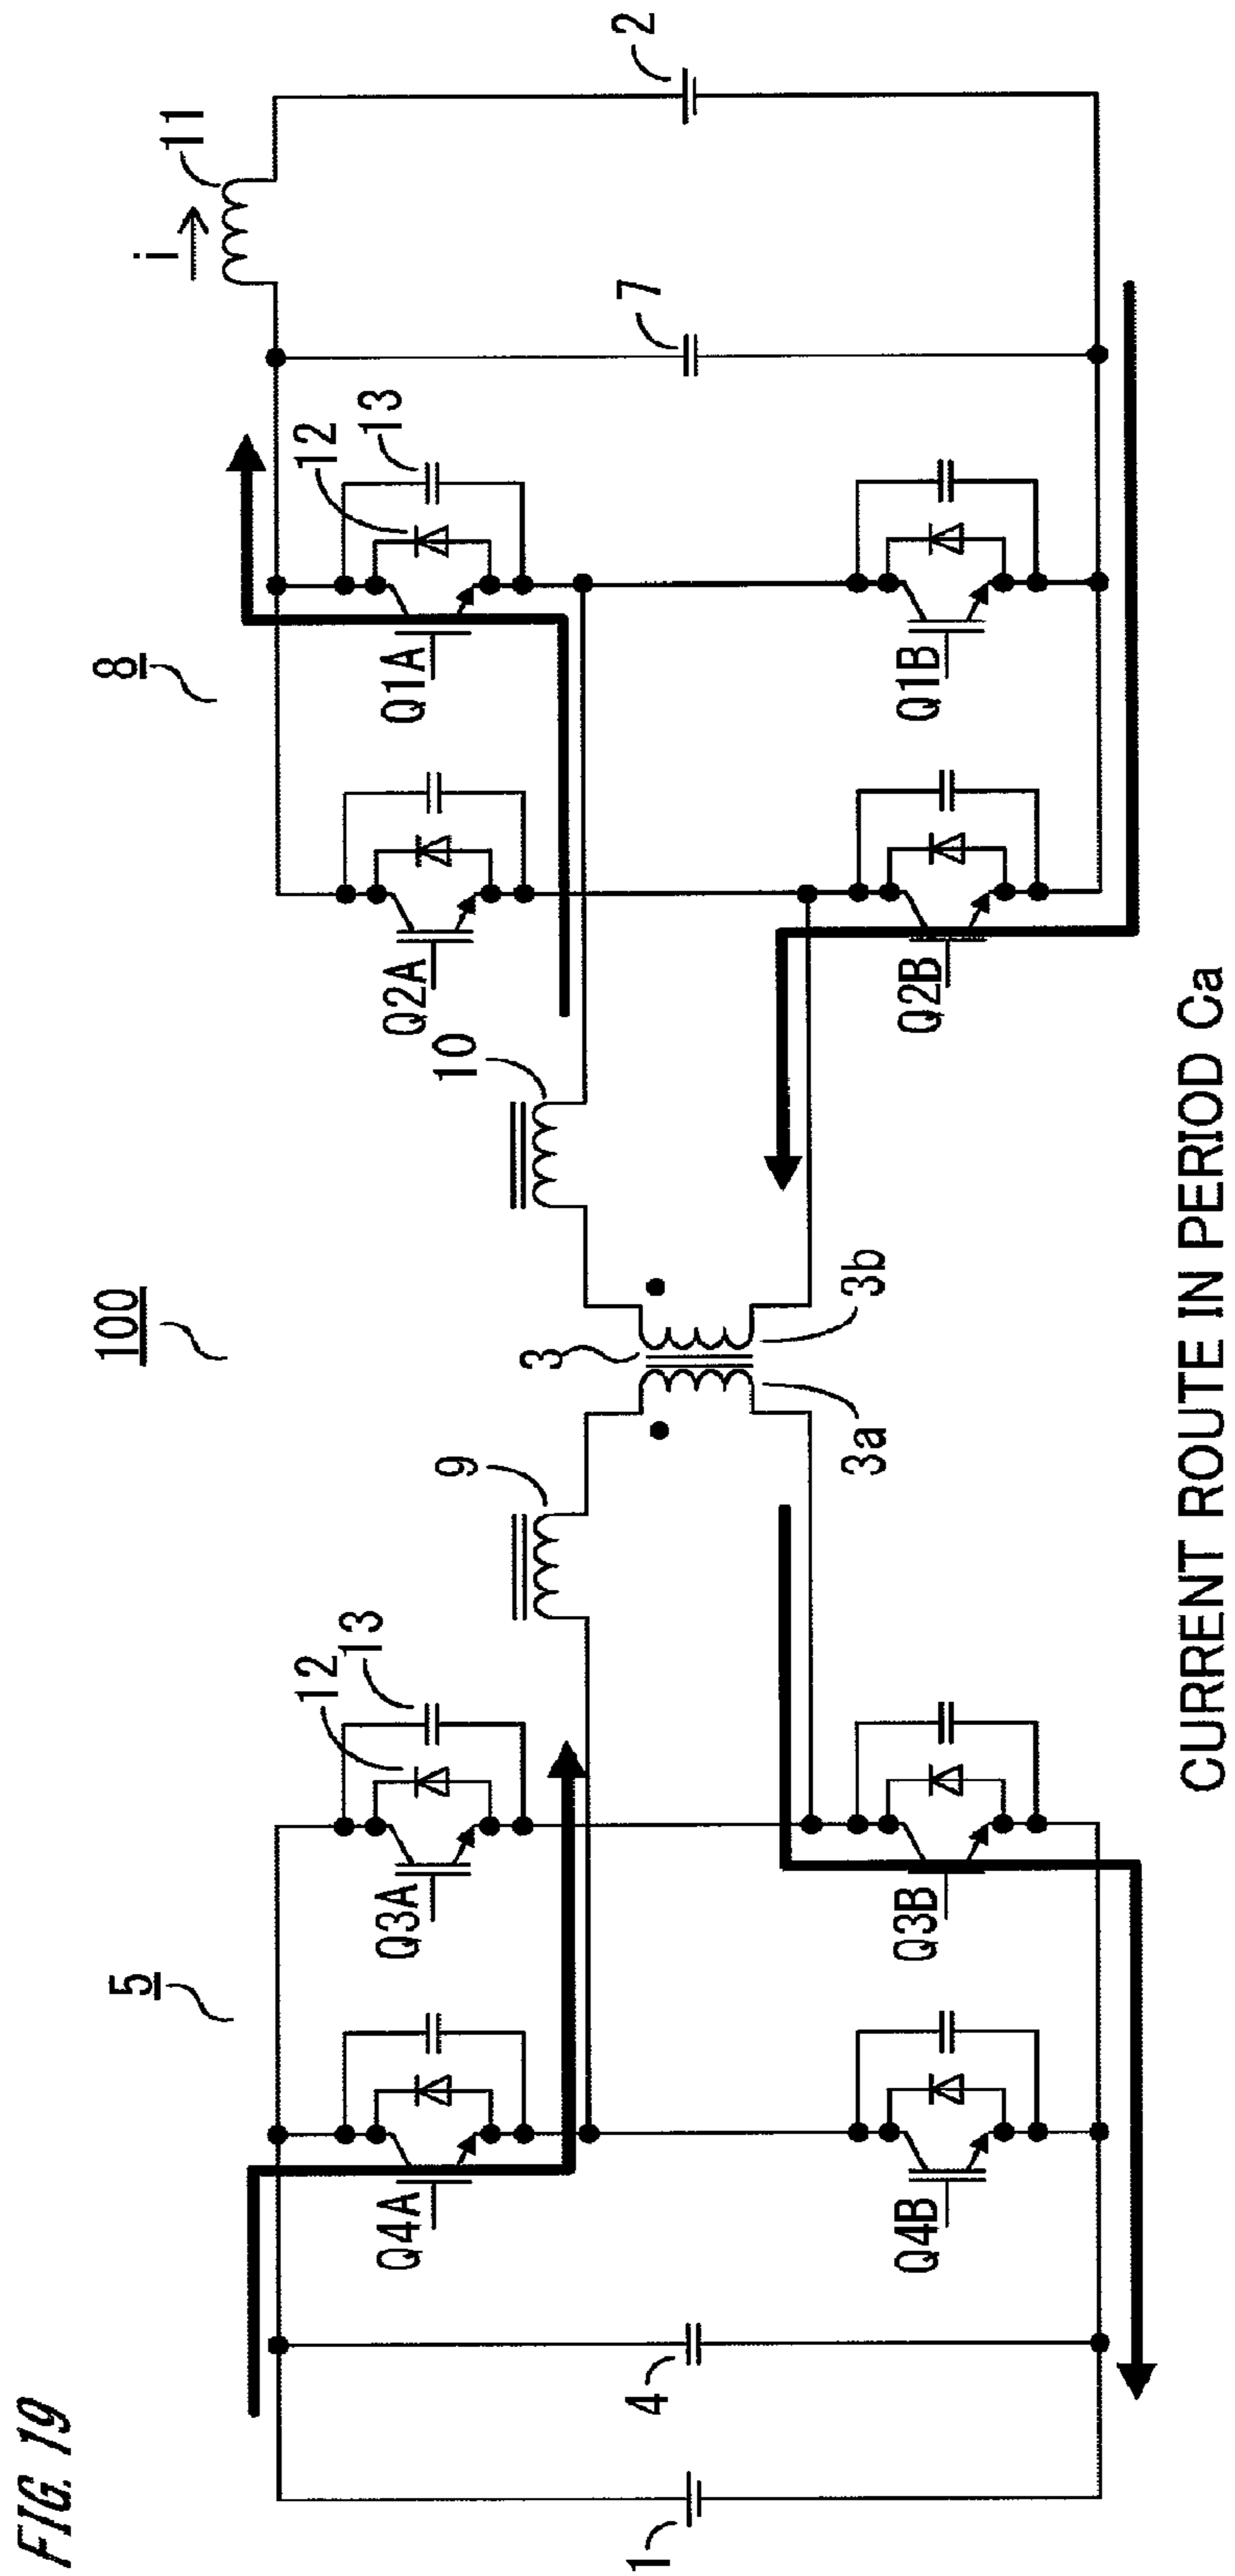 FIG. 19
100
5
8
i
11
12
13
12
13
Q4A
Q3A
9
3
10
Q2A
Q1A
1
4
7
2
3a
3b
Q4B
Q3B
Q2B
Q1B
CURRENT ROUTE IN PERIOD Ca